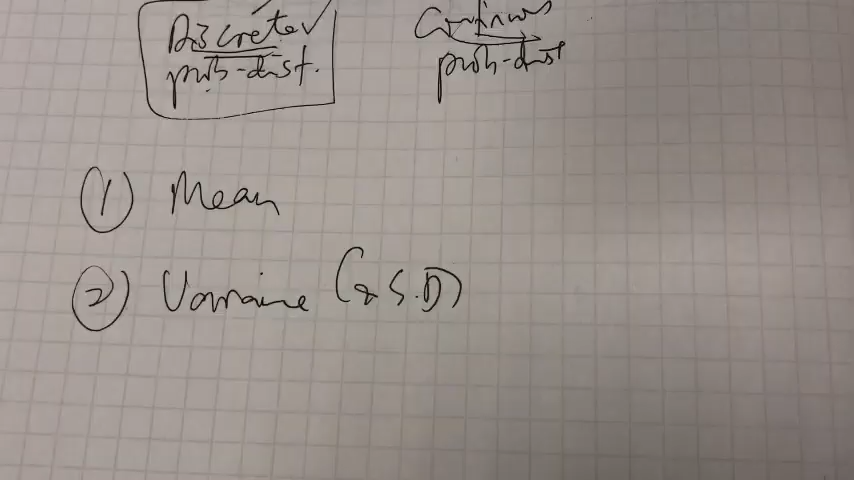 Discrete
prob-dist.
Continuous
prob-dist
① Mean
② Variance (& S.D)